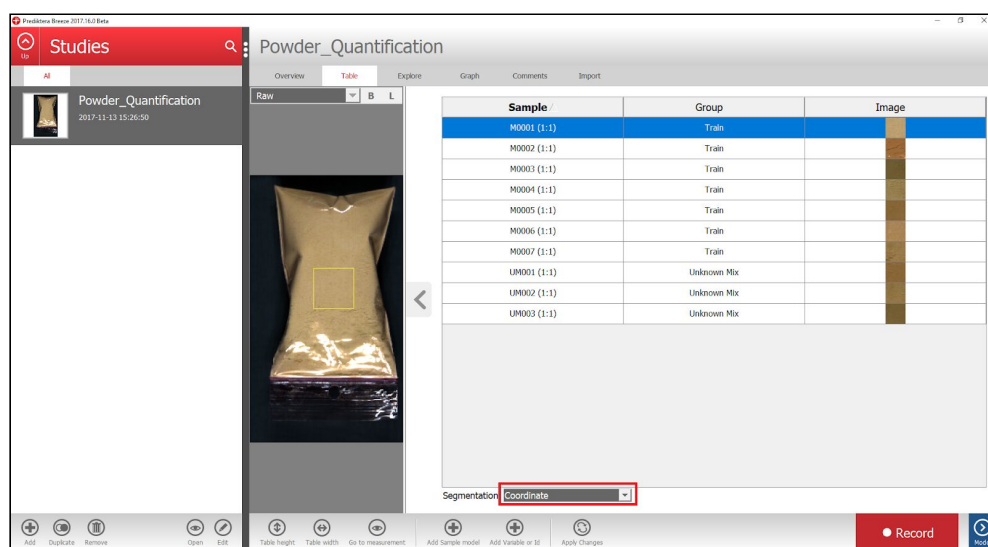 Prediktera Breeze 2017.16.0 Beta
Up
Studies
Powder_Quantification
All
Overview Table Explore Graph Comments Import
Powder_Quantification
2017-11-13 15:26:50
Raw B L
Sample Group Image
M0001 (1:1) Train
M0002 (1:1) Train
M0003 (1:1) Train
M0004 (1:1) Train
M0005 (1:1) Train
M0006 (1:1) Train
M0007 (1:1) Train
UM001 (1:1) Unknown Mix
UM002 (1:1) Unknown Mix
UM003 (1:1) Unknown Mix
Segmentation Coordinate
Add Duplicate Remove Open Edit
Table height Table width Go to measurement Add Sample model Add Variable or Id Apply Changes
Record